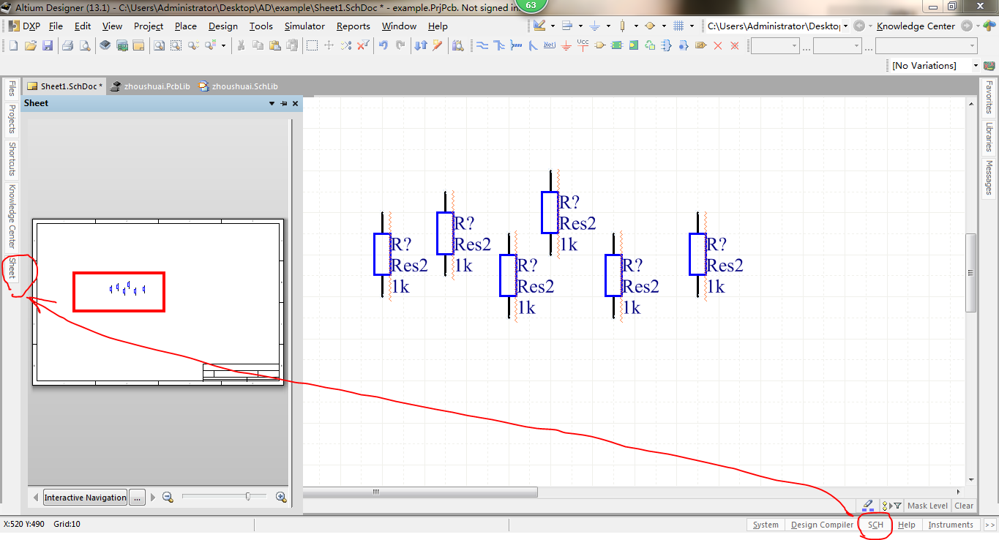 Altium Designer (13.1) - C:\Users\Administrator\Desktop\AD\example\Sheet1.SchDoc * - example.PrjPcb. Not signed in.
63
DXP File Edit View Project Place Design Tools Simulator Reports Window Help
C:\Users\Administrator\Desktop
Knowledge Center
Net
Vcc
D1
... ...
[No Variations]
Files
Projects
Shortcuts
Knowledge Center
Sheet
Sheet1.SchDoc * zhoushuai.PcbLib zhoushuai.SchLib
Sheet
Favorites
Libraries
Messages
R?
Res2
1k
R?
Res2
1k
R?
Res2
1k
R?
Res2
1k
R?
Res2
1k
R?
Res2
1k
Interactive Navigation ...
Mask Level Clear
X:520 Y:490 Grid:10
System Design Compiler SCH Help Instruments >>